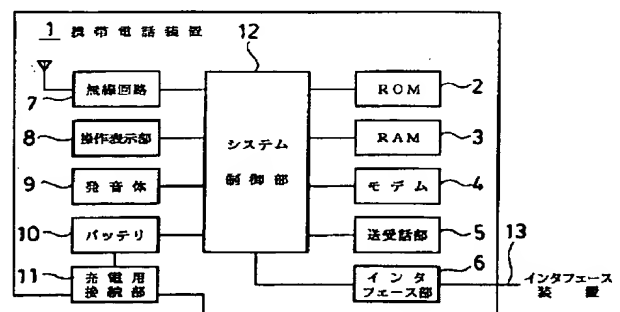 1 携帯電話装置
12
無線回路
7
ROM
2
操作表示部
8
システム
制御部
RAM
3
発音体
9
モデム
4
バッテリ
10
送受話部
5
13
11
充電用
接続部
6
インタ
フェース部
インタフェース
装置